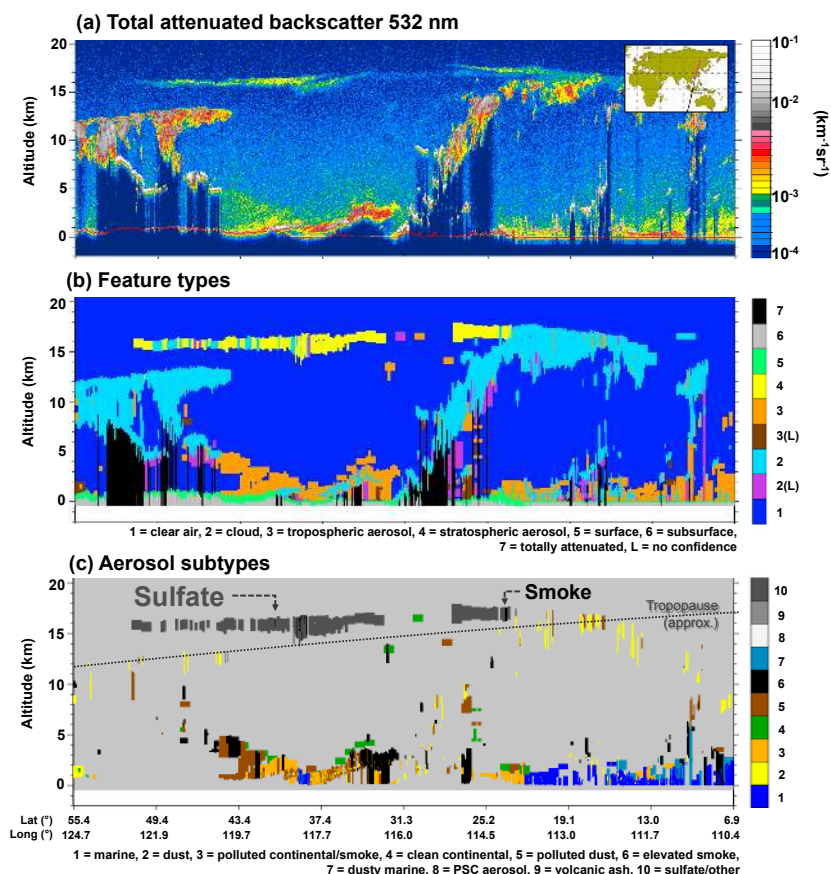 (a) Total attenuated backscatter 532 nm
20
15
10
5
0
Altitude (km)
10⁻¹
10⁻²
10⁻³
10⁻⁴
(km⁻¹sr⁻¹)
(b) Feature types
20
15
10
5
0
Altitude (km)
7
6
5
4
3
3(L)
2
2(L)
1
1 = clear air, 2 = cloud, 3 = tropospheric aerosol, 4 = stratospheric aerosol, 5 = surface, 6 = subsurface,
7 = totally attenuated, L = no confidence
(c) Aerosol subtypes
20
15
10
5
0
Altitude (km)
Sulfate
Smoke
Tropopause
(approx.)
10
9
8
7
6
5
4
3
2
1
Lat (°) 55.4 49.4 43.4 37.4 31.3 25.2 19.1 13.0 6.9
Long (°) 124.7 121.9 119.7 117.7 116.0 114.5 113.0 111.7 110.4
1 = marine, 2 = dust, 3 = polluted continental/smoke, 4 = clean continental, 5 = polluted dust, 6 = elevated smoke,
7 = dusty marine, 8 = PSC aerosol, 9 = volcanic ash, 10 = sulfate/other